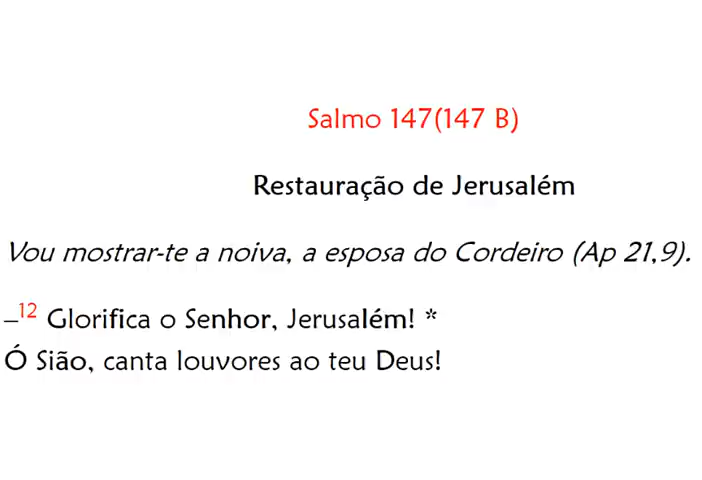 Salmo 147(147 B)
Restauração de Jerusalém
Vou mostrar-te a noiva, a esposa do Cordeiro (Ap 21,9).
–12 Glorifica o Senhor, Jerusalém! *
Ó Sião, canta louvores ao teu Deus!